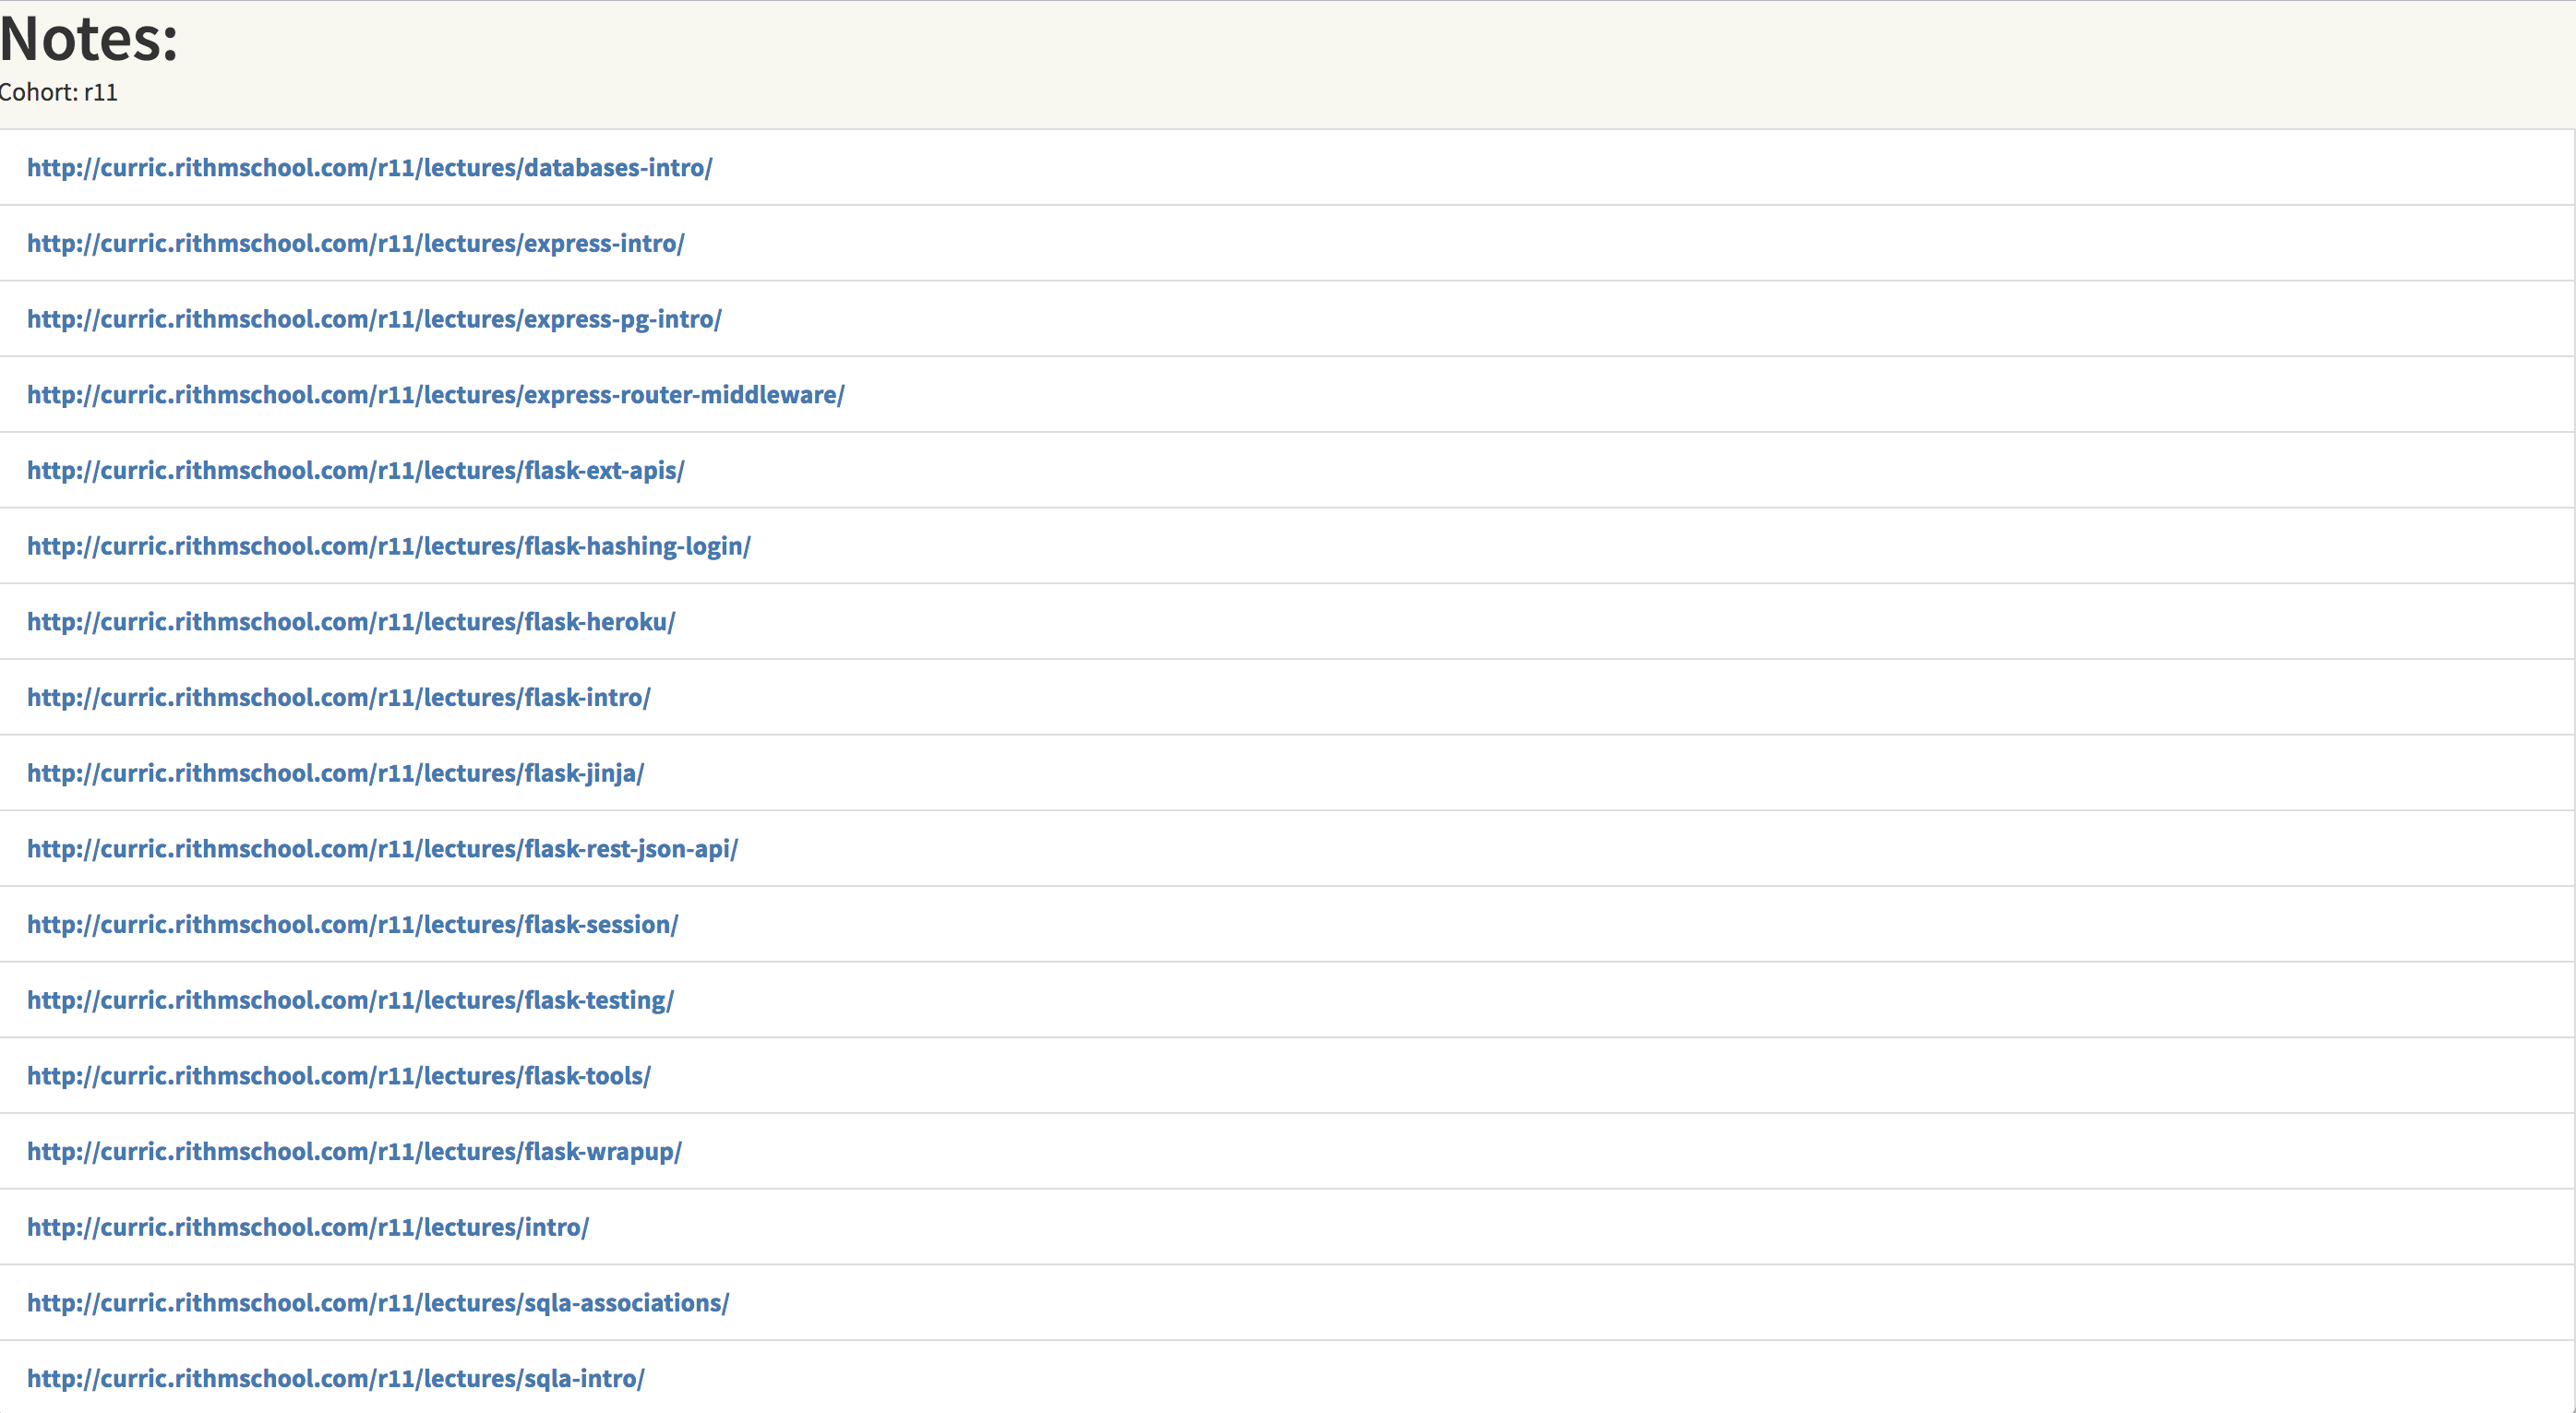 Notes:
Cohort: r11
http://curric.rithmschool.com/r11/lectures/databases-intro/
http://curric.rithmschool.com/r11/lectures/express-intro/
http://curric.rithmschool.com/r11/lectures/express-pg-intro/
http://curric.rithmschool.com/r11/lectures/express-router-middleware/
http://curric.rithmschool.com/r11/lectures/flask-ext-apis/
http://curric.rithmschool.com/r11/lectures/flask-hashing-login/
http://curric.rithmschool.com/r11/lectures/flask-heroku/
http://curric.rithmschool.com/r11/lectures/flask-intro/
http://curric.rithmschool.com/r11/lectures/flask-jinja/
http://curric.rithmschool.com/r11/lectures/flask-rest-json-api/
http://curric.rithmschool.com/r11/lectures/flask-session/
http://curric.rithmschool.com/r11/lectures/flask-testing/
http://curric.rithmschool.com/r11/lectures/flask-tools/
http://curric.rithmschool.com/r11/lectures/flask-wrapup/
http://curric.rithmschool.com/r11/lectures/intro/
http://curric.rithmschool.com/r11/lectures/sqla-associations/
http://curric.rithmschool.com/r11/lectures/sqla-intro/